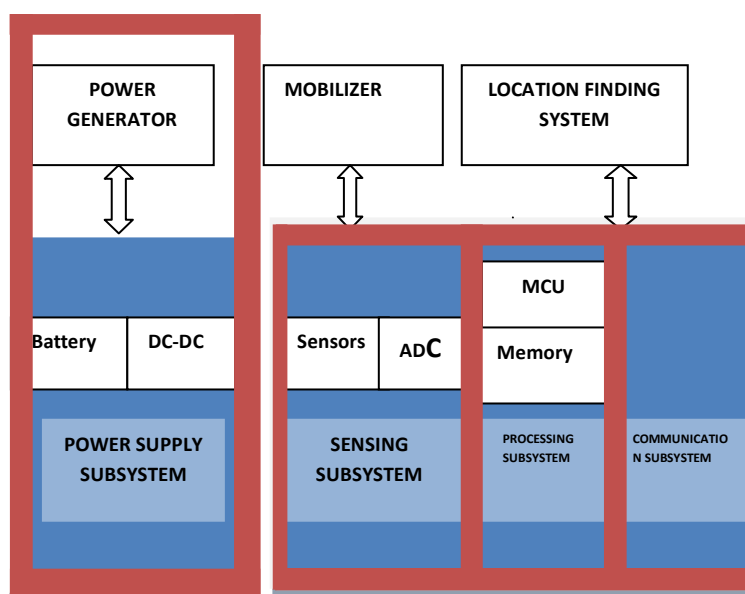 POWER
GENERATOR
MOBILIZER
LOCATION FINDING
SYSTEM
Battery
DC-DC
Sensors
ADC
MCU
Memory
POWER SUPPLY
SUBSYSTEM
SENSING
SUBSYSTEM
PROCESSING
SUBSYSTEM
COMMUNICATIO
N SUBSYSTEM